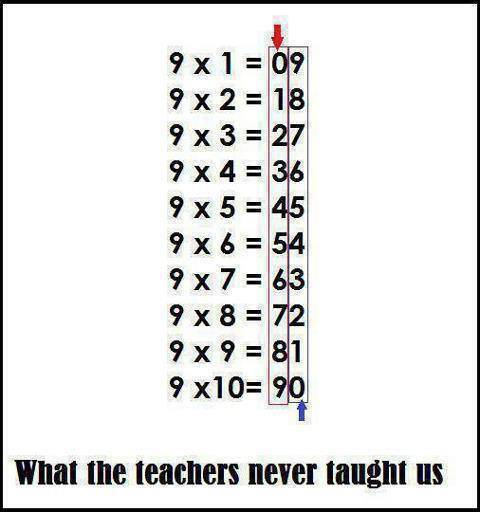 9 x 1 = 09
9 x 2 = 18
9 x 3 = 27
9 x 4 = 36
9 x 5 = 45
9 x 6 = 54
9 x 7 = 63
9 x 8 = 72
9 x 9 = 81
9 x10= 90
What the teachers never taught us